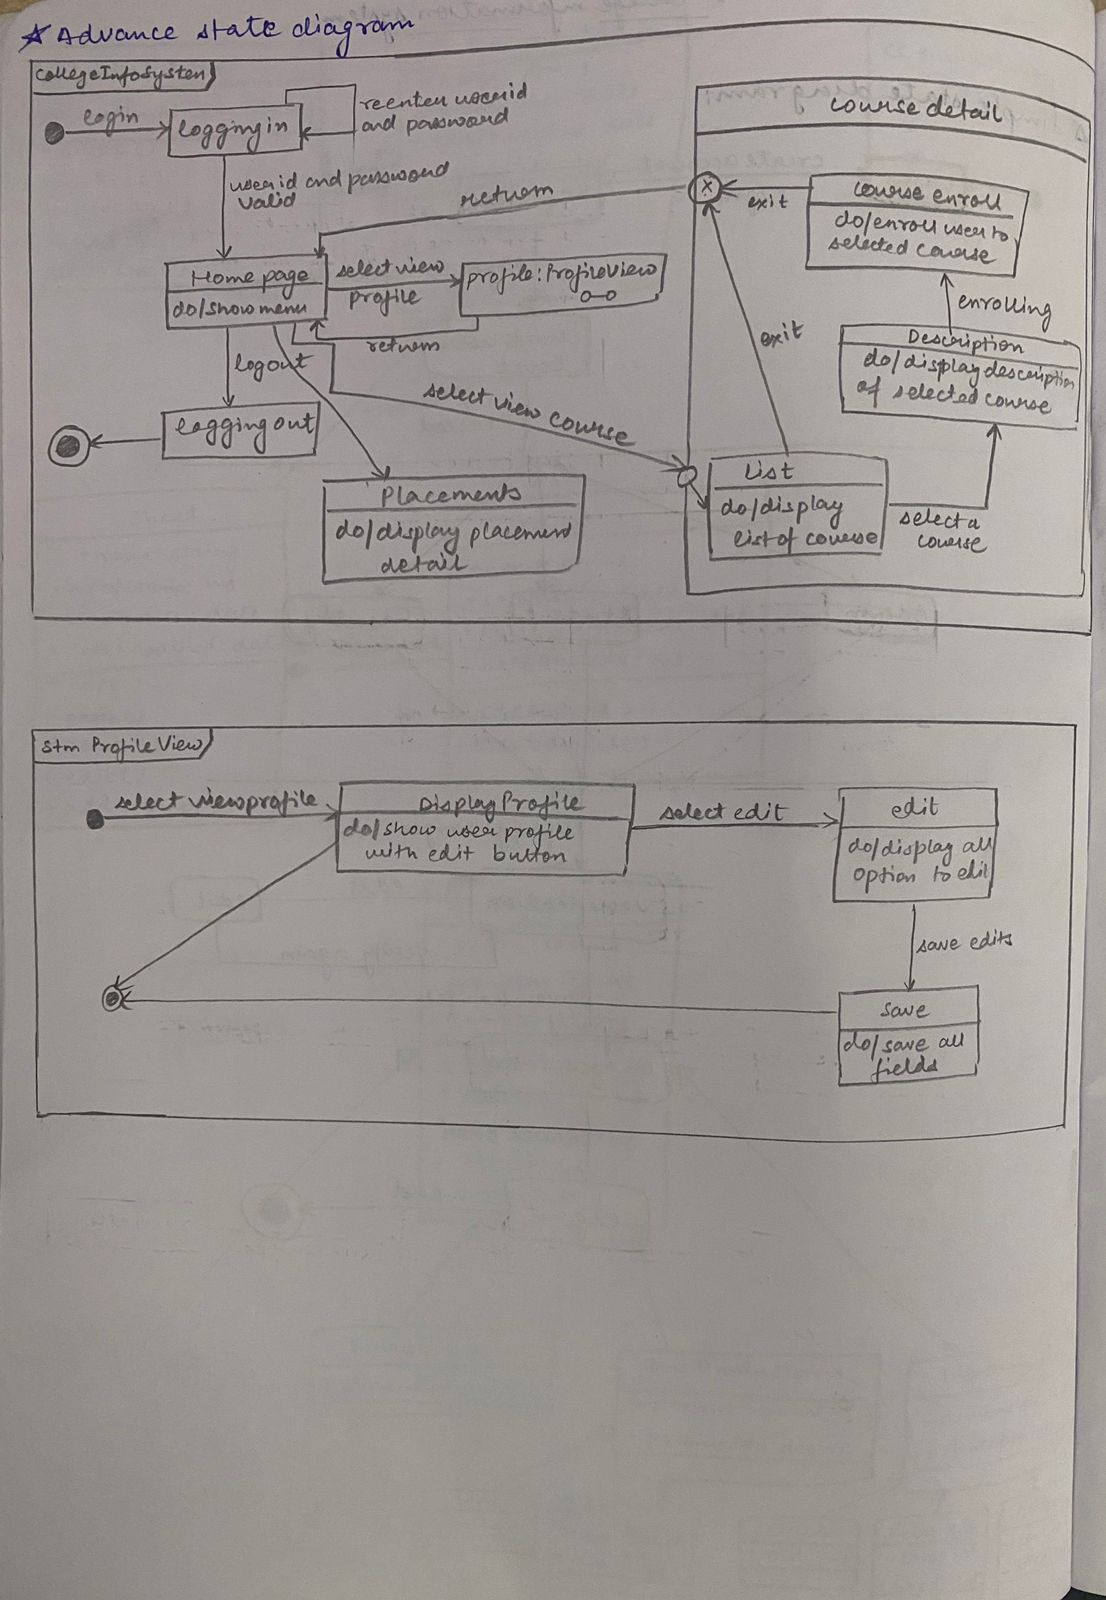 ★ Advance state diagram
CollegeInfoSystem
login
loggingin
reenter userid
and password
userid and password
valid
return
Home page
do/show menu
select view
profile
profile: ProfileView
return
logout
logging out
select view course
Placements
do/display placement
detail
course detail
x
exit
course enroll
do/enroll user to
selected course
enrolling
exit
Description
do/display description
of selected course
List
do/display
list of course
select a
course
stm ProfileView
select viewprofile
DisplayProfile
do/show user profile
with edit button
select edit
edit
do/display all
option to edit
save edits
save
do/save all
fields